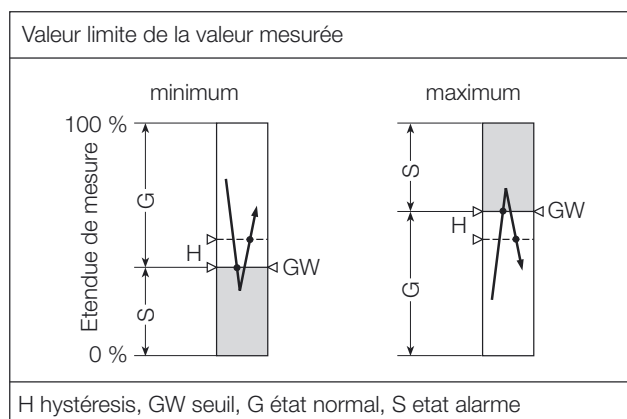 Valeur limite de la valeur mesurée
minimum
maximum
100 %
Etendue de mesure
0 %
G
S
H
GW
S
G
H
GW
H hystéresis, GW seuil, G état normal, S etat alarme